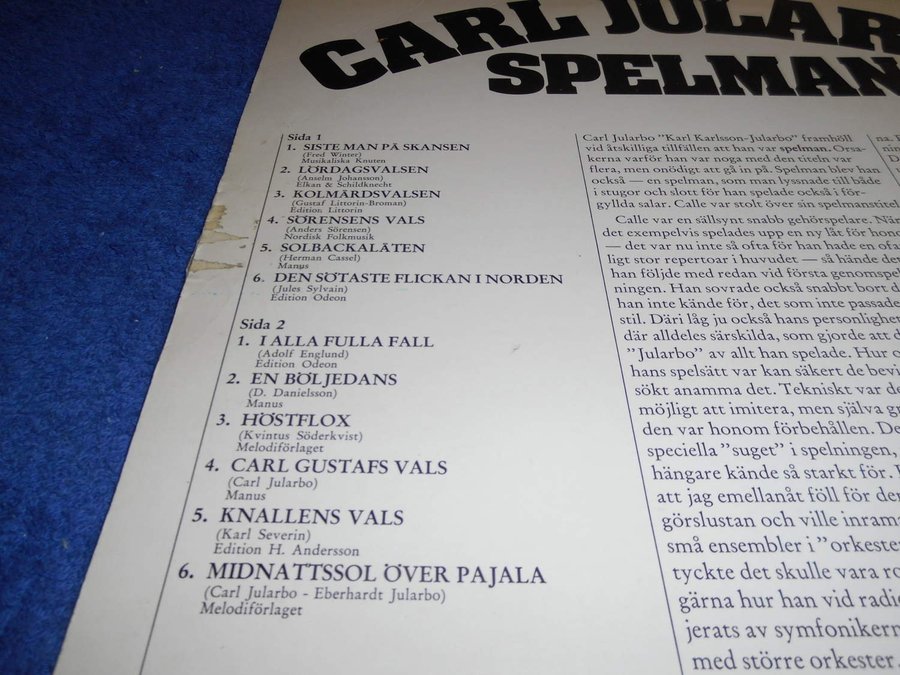 CARL JULAR
SPELMAN
Sida 1
1. SISTE MAN PÅ SKANSEN
(Fred Winter)
Musikaliska Knuten
2. LÖRDAGSVALSEN
(Anselm Johansson)
Elkan & Schildknecht
3. KOLMÅRDSVALSEN
(Gustaf Littorin-Broman)
Edition Littorin
4. SÖRENSENS VALS
(Anders Sörensen)
Nordisk Folkmusik
5. SOLBACKALÅTEN
(Herman Cassel)
Manus
6. DEN SÖTASTE FLICKAN I NORDEN
(Jules Sylvain)
Edition Odeon
Sida 2
1. I ALLA FULLA FALL
(Adolf Englund)
Edition Odeon
2. EN BÖLJEDANS
(D. Danielsson)
Manus
3. HÖSTFLOX
(Kvintus Söderkvist)
Melodiförlaget
4. CARL GUSTAFS VALS
(Carl Jularbo)
Manus
5. KNALLENS VALS
(Karl Severin)
Edition H. Andersson
6. MIDNATTSSOL ÖVER PAJALA
(Carl Jularbo - Eberhardt Jularbo)
Melodiförlaget
Carl Jularbo "Karl Karlsson-Jularbo" framhöll
vid åtskilliga tillfällen att han var spelman. Orsa-
kerna varför han var noga med den titeln var
flera, men onödigt att gå in på. Spelman blev han
också — en spelman, som man lyssnade till både
i stugor och slott för han spelade också i för-
gyllda salar. Calle var stolt över sin spelmanstitel
Calle var en sällsynt snabb gehörspelare. När
det exempelvis spelades upp en ny låt för hono
— det var nu inte så ofta för han hade en ofa
ligt stor repertoar i huvudet — så hände det
han följde med redan vid första genomspel
ningen. Han sovrade också snabbt bort d
han inte kände för, det som inte passade
stil. Däri låg ju också hans personlighet
där alldeles särskilda, som gjorde att d
"Jularbo" av allt han spelade. Hur o
hans spelsätt var kan säkert de bevi
sökt anamma det. Tekniskt var de
möjligt att imitera, men själva gr
den var honom förbehållen. De
speciella "suget" i spelningen,
hängare kände så starkt för.
att jag emellanåt föll för der
görslustan och ville inram
små ensembler i "orkeste
tyckte det skulle vara ro
gärna hur han vid radi
jerats av symfonikern
med större orkester.